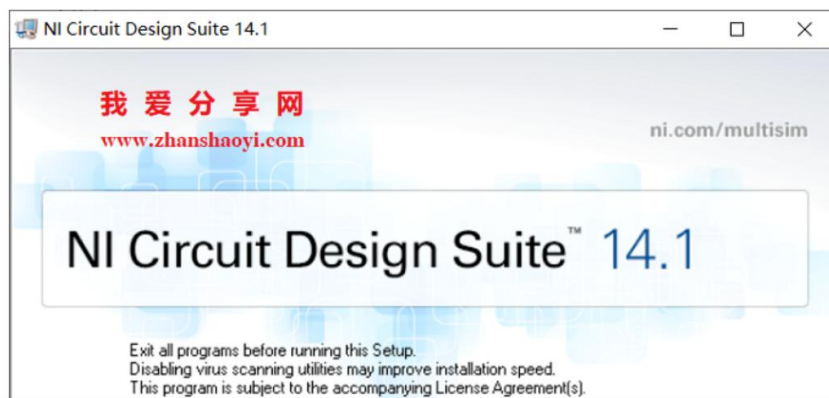 NI Circuit Design Suite 14.1
我爱分享网
www.zhanshaoyi.com
ni.com/multisim
NI Circuit Design Suite™ 14.1
Exit all programs before running this Setup.
Disabling virus scanning utilities may improve installation speed.
This program is subject to the accompanying License Agreement(s).